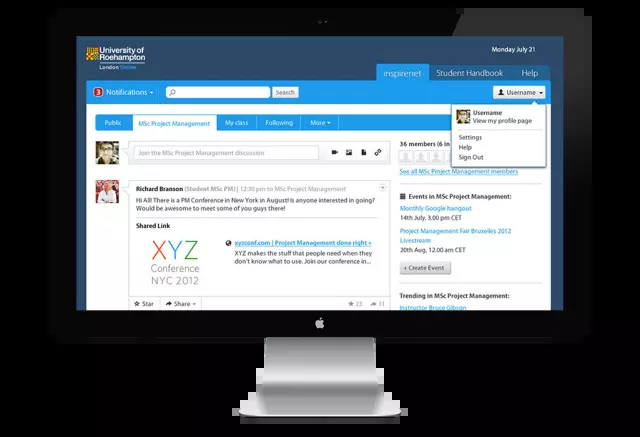 University of
Roehampton
London Online
Monday July 21
inspirenet
Student Handbook
Help
3 Notifications
Search
Username
Username
View my profile page
Settings
Help
Sign Out
Public
MSc Project Management
My class
Following
More
Join the MSc Project Management discussion
36 members (6 in
See all MSc Project Management members
Richard Branson (Student MSc PM) | 12:30 pm to MSc Project Management
Hi All! There is a PM Conference in New York in August! Is anyone interested in going?
Would be awesome to meet some of you guys there!
Shared Link
XYZ
Conference
NYC 2012
xyzconf.com | Project Management done right »
XYZ makes the stuff that people need when they
don't know what to use. Join our conference in...
Star
Share
23
11
Events in MSc Project Management:
Monthly Google hangout
14th July, 3.00 pm CET
Project Management Fair Bruxelles 2012
Livestream
20th Aug, 12.00 am CET
+ Create Event
Trending in MSc Project Management:
Instructor Bruce Gibson